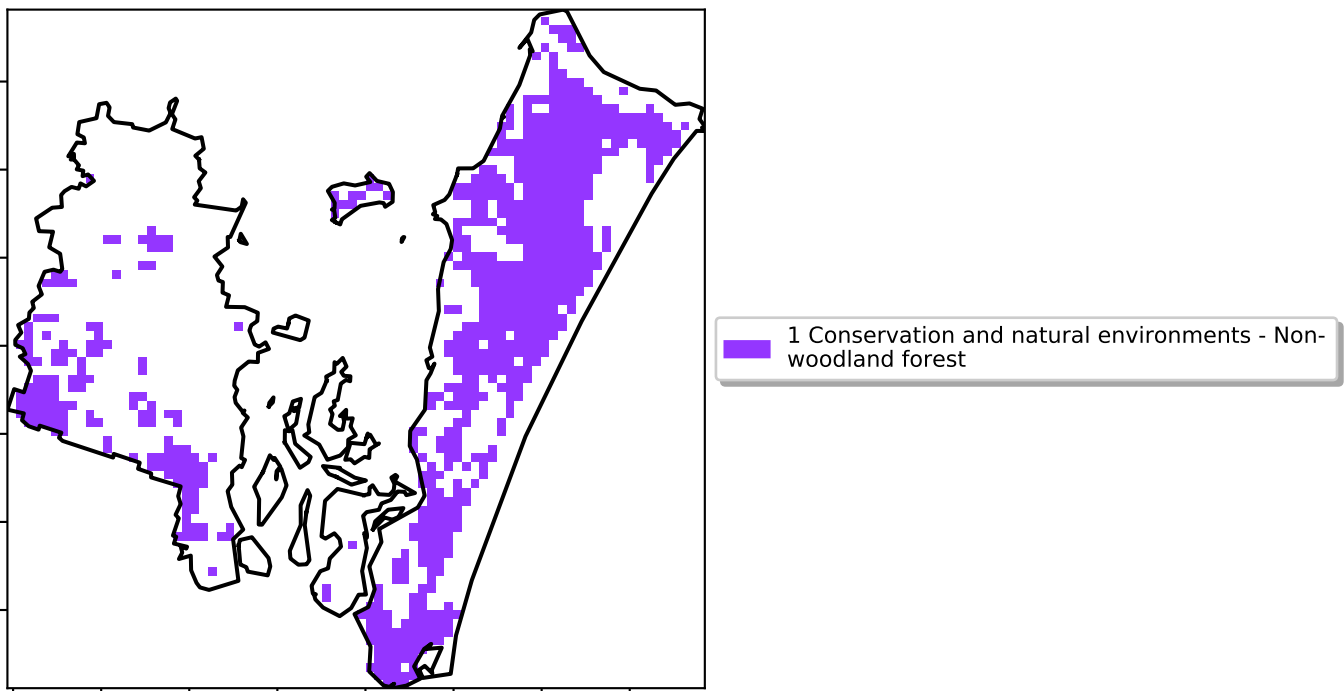 1 Conservation and natural environments - Non-
woodland forest